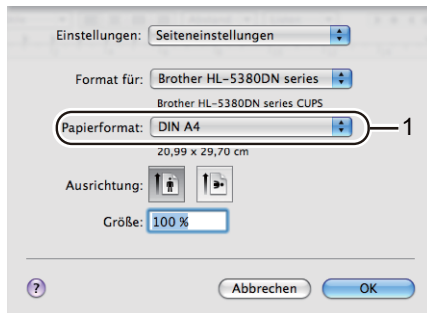 Einstellungen: Seiteneinstellungen
Format für: Brother HL-5380DN series
Brother HL-5380DN series CUPS
Papierformat: DIN A4 1
20,99 x 29,70 cm
Ausrichtung:
Größe: 100 %
? Abbrechen OK